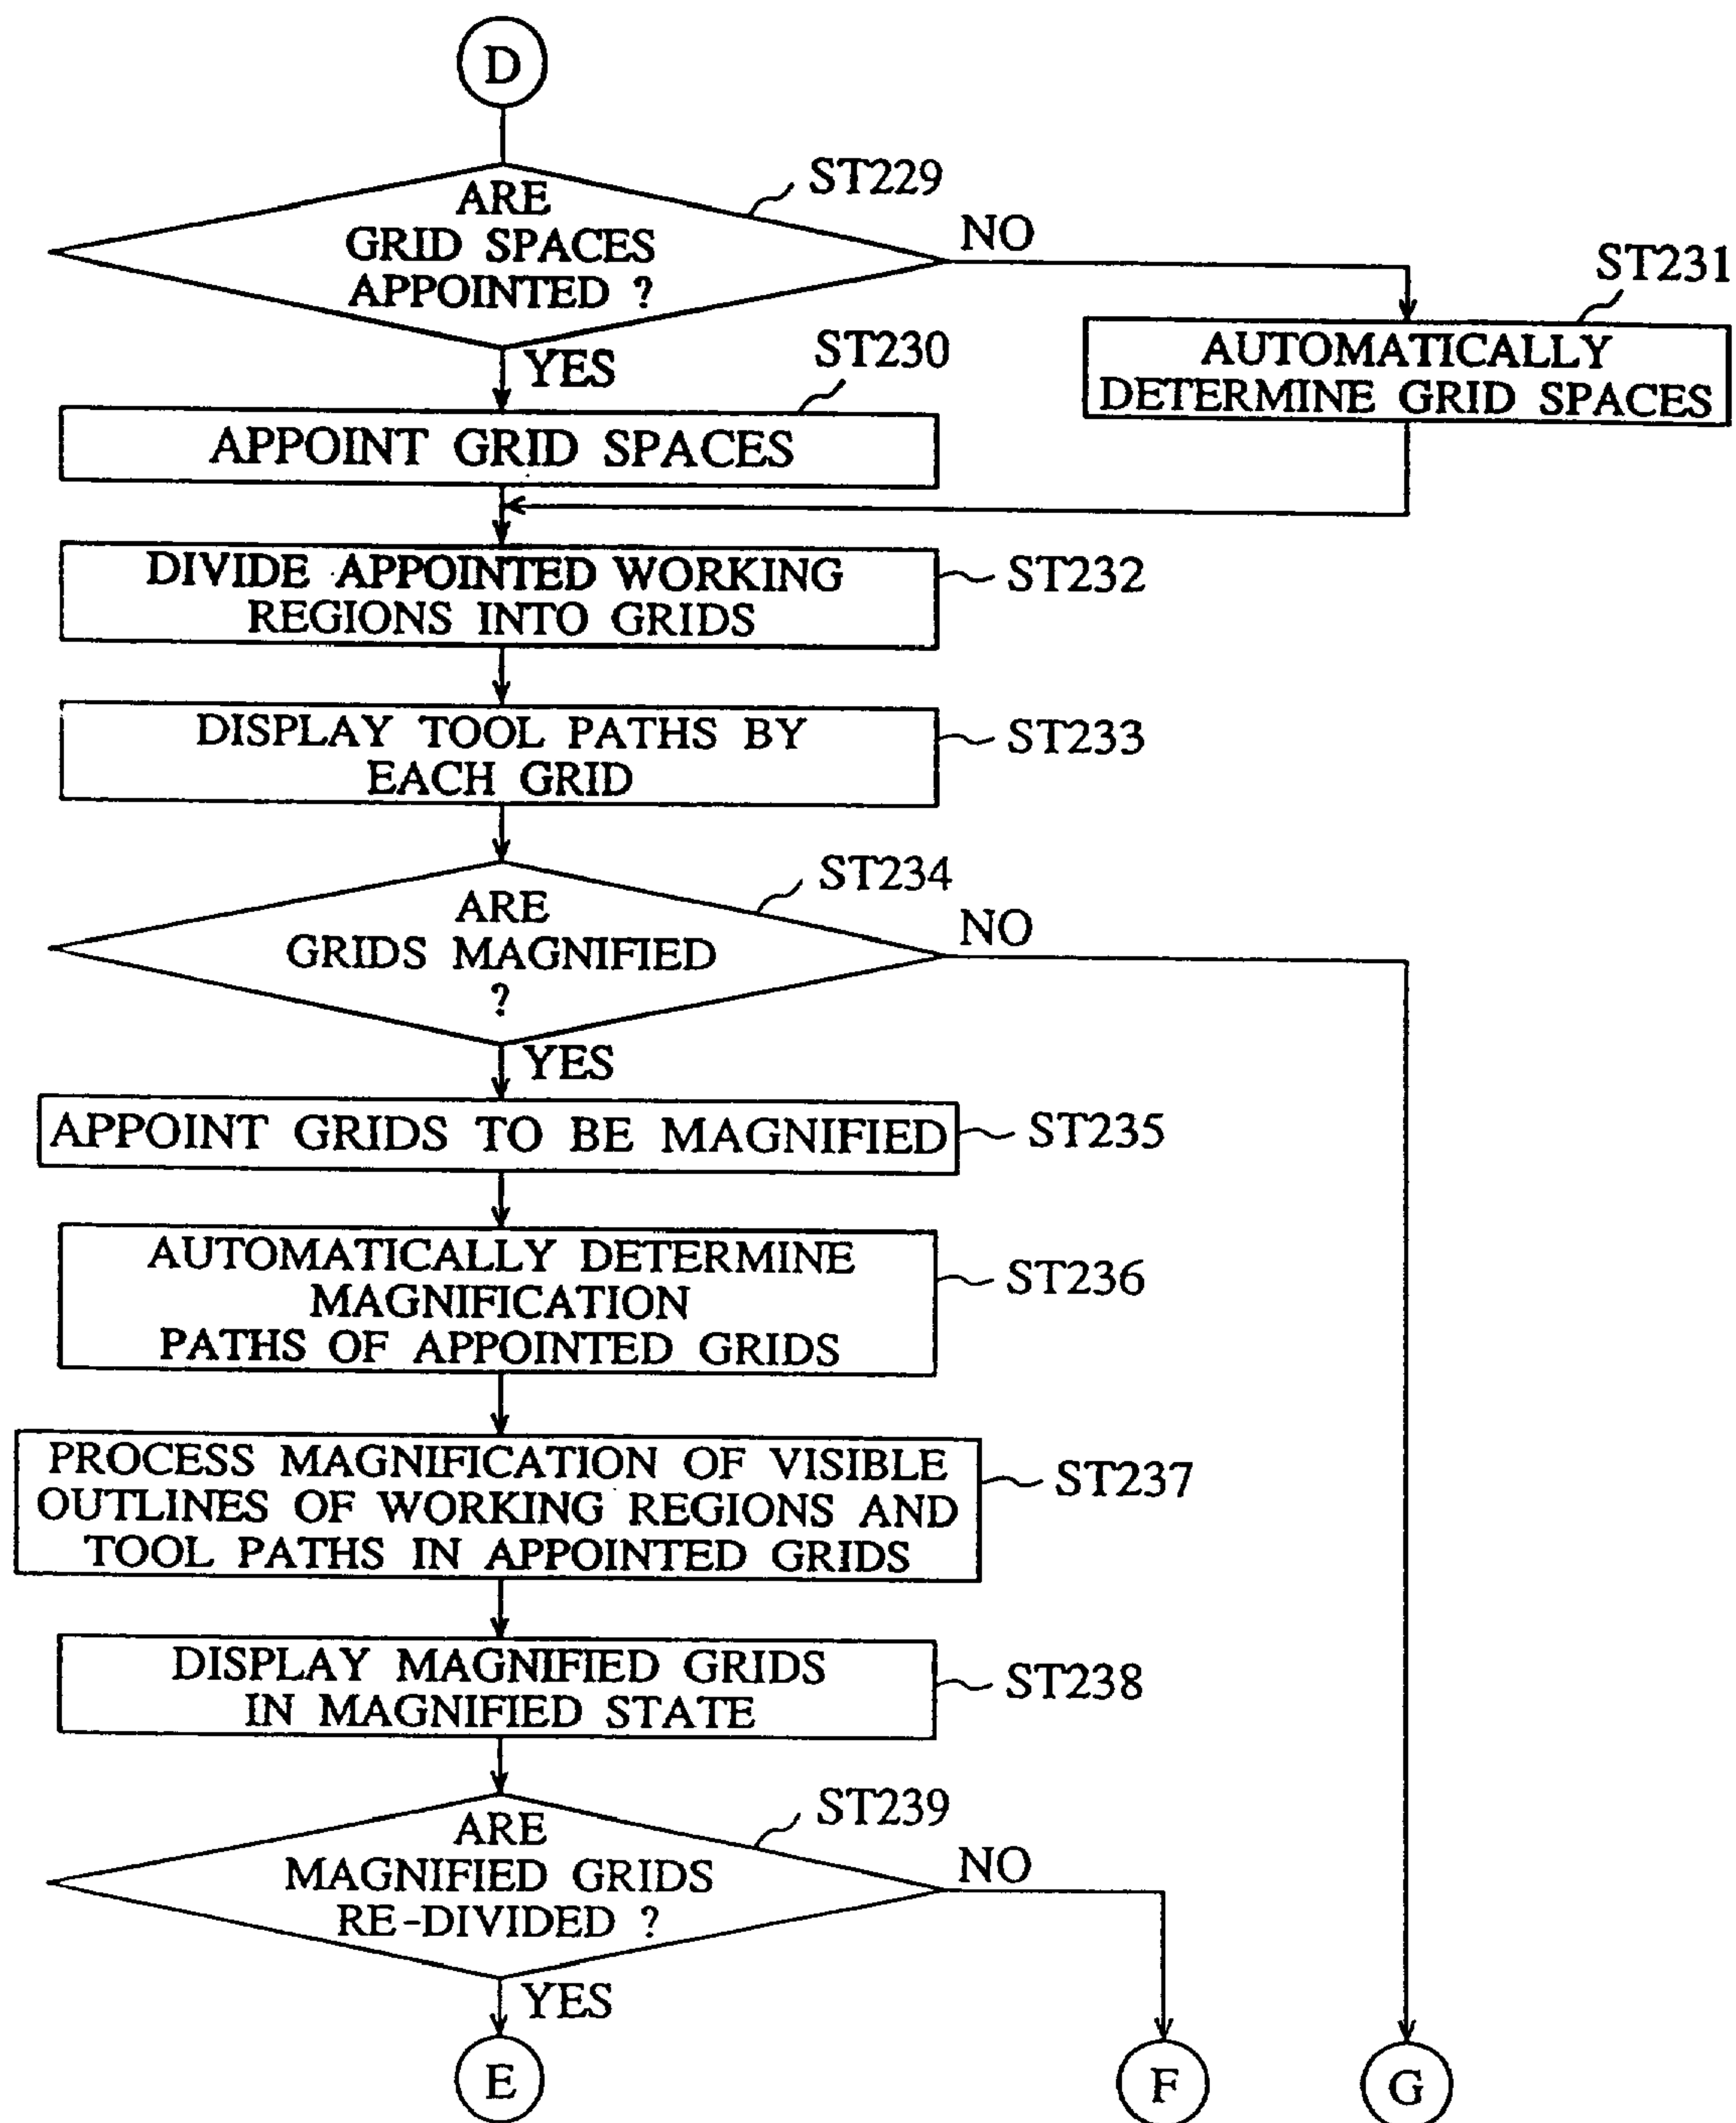 D
ST229
ARE
GRID SPACES
APPOINTED ?
NO
ST231
AUTOMATICALLY
DETERMINE GRID SPACES
YES
ST230
APPOINT GRID SPACES
DIVIDE APPOINTED WORKING
REGIONS INTO GRIDS
ST232
DISPLAY TOOL PATHS BY
EACH GRID
ST233
ST234
ARE
GRIDS MAGNIFIED
?
NO
YES
APPOINT GRIDS TO BE MAGNIFIED
ST235
AUTOMATICALLY DETERMINE
MAGNIFICATION
PATHS OF APPOINTED GRIDS
ST236
PROCESS MAGNIFICATION OF VISIBLE
OUTLINES OF WORKING REGIONS AND
TOOL PATHS IN APPOINTED GRIDS
ST237
DISPLAY MAGNIFIED GRIDS
IN MAGNIFIED STATE
ST238
ST239
ARE
MAGNIFIED GRIDS
RE-DIVIDED ?
NO
YES
E
F
G